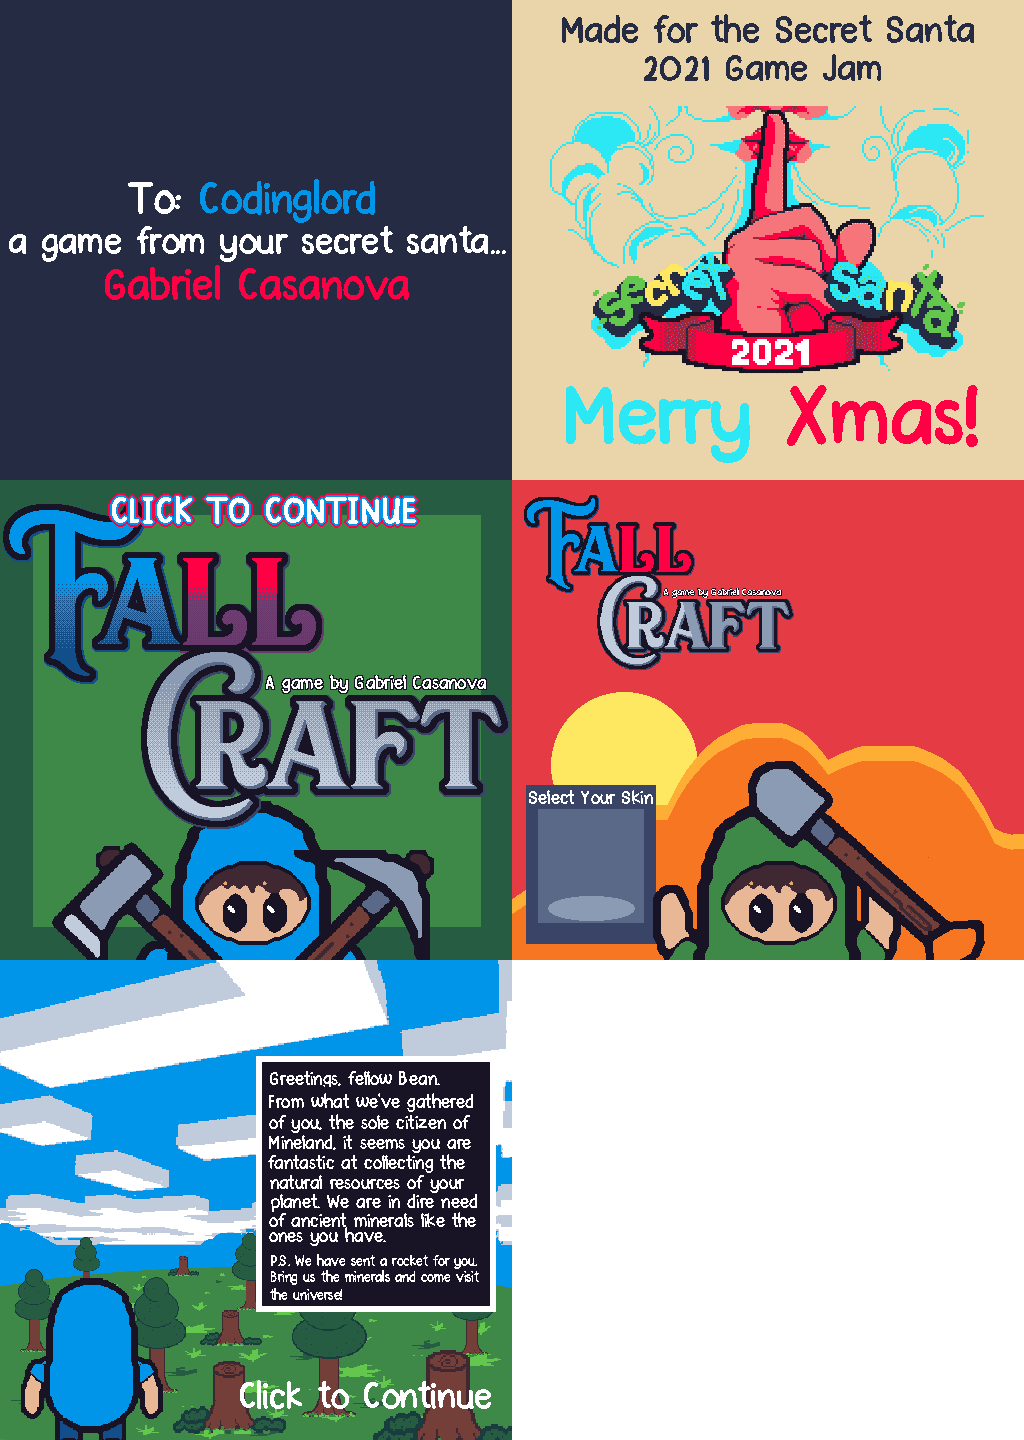 To: Codinglord
a game from your secret santa...
Gabriel Casanova
Made for the Secret Santa
2021 Game Jam
secret santa
2021
Merry Xmas!
CLICK TO CONTINUE
FALL
CRAFT
A game by Gabriel Casanova
FALL
CRAFT
A game by Gabriel Casanova
Select Your Skin
Greetings, fellow Bean.
From what we've gathered
of you, the sole citizen of
Mineland, it seems you are
fantastic at collecting the
natural resources of your
planet. We are in dire need
of ancient minerals like the
ones you have.
P.S. We have sent a rocket for you.
Bring us the minerals and come visit
the universe!
Click to Continue